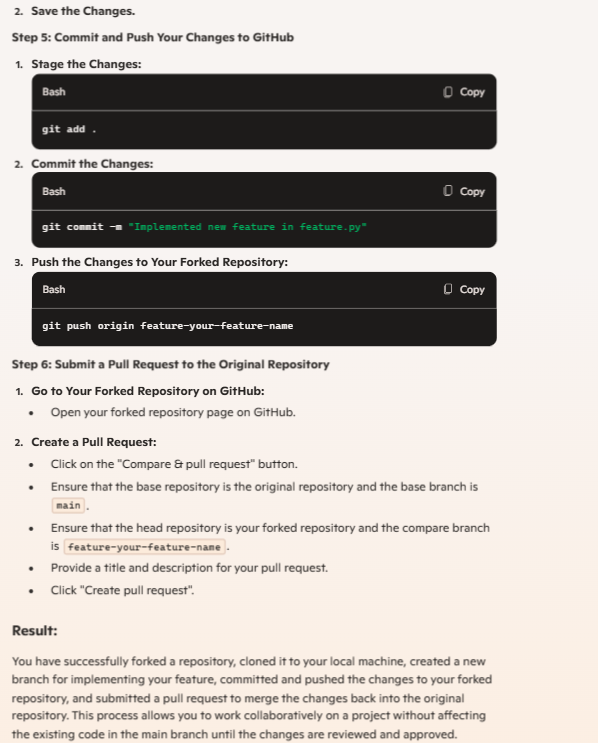 2. Save the Changes.
Step 5: Commit and Push Your Changes to GitHub
1. Stage the Changes:
Bash Copy
git add .
2. Commit the Changes:
Bash Copy
git commit -m "Implemented new feature in feature.py"
3. Push the Changes to Your Forked Repository:
Bash Copy
git push origin feature-your-feature-name
Step 6: Submit a Pull Request to the Original Repository
1. Go to Your Forked Repository on GitHub:
• Open your forked repository page on GitHub.
2. Create a Pull Request:
• Click on the "Compare & pull request" button.
• Ensure that the base repository is the original repository and the base branch is
main .
• Ensure that the head repository is your forked repository and the compare branch
is feature-your-feature-name .
• Provide a title and description for your pull request.
• Click "Create pull request".
Result:
You have successfully forked a repository, cloned it to your local machine, created a new
branch for implementing your feature, committed and pushed the changes to your forked
repository, and submitted a pull request to merge the changes back into the original
repository. This process allows you to work collaboratively on a project without affecting
the existing code in the main branch until the changes are reviewed and approved.